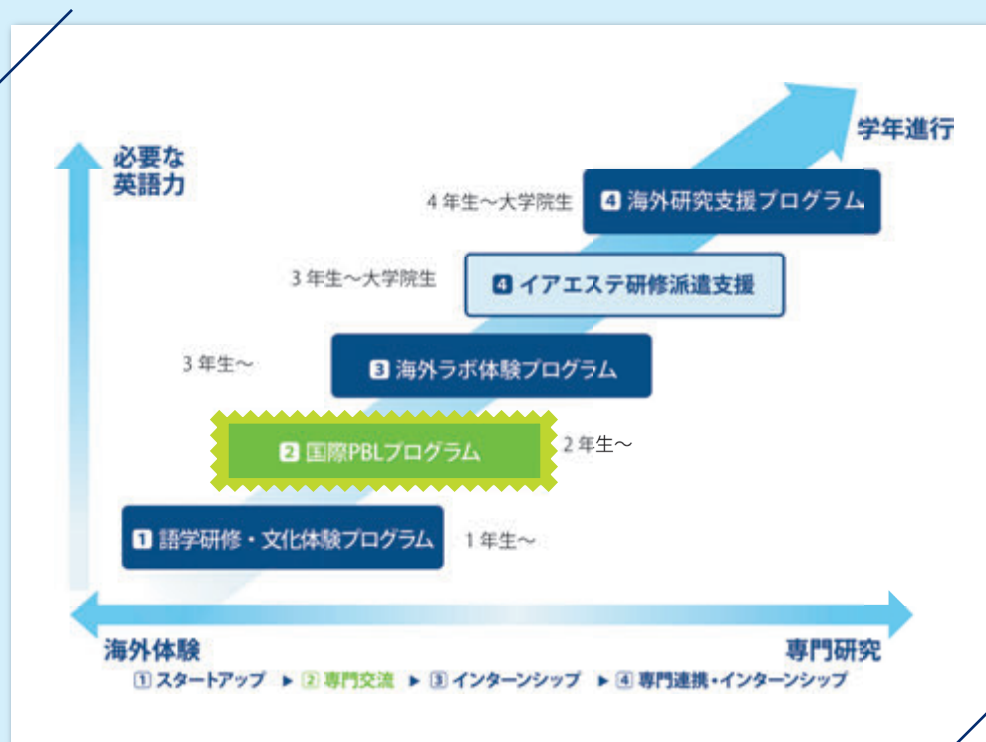 学年進行
必要な
英語力
4年生～大学院生
4 海外研究支援プログラム
3年生～大学院生
4 イアエステ研修派遣支援
3年生～
3 海外ラボ体験プログラム
2 国際PBLプログラム
2年生～
1 語学研修・文化体験プログラム
1年生～
海外体験
専門研究
1 スタートアップ ▶ 2 専門交流 ▶ 3 インターンシップ ▶ 4 専門連携・インターンシップ